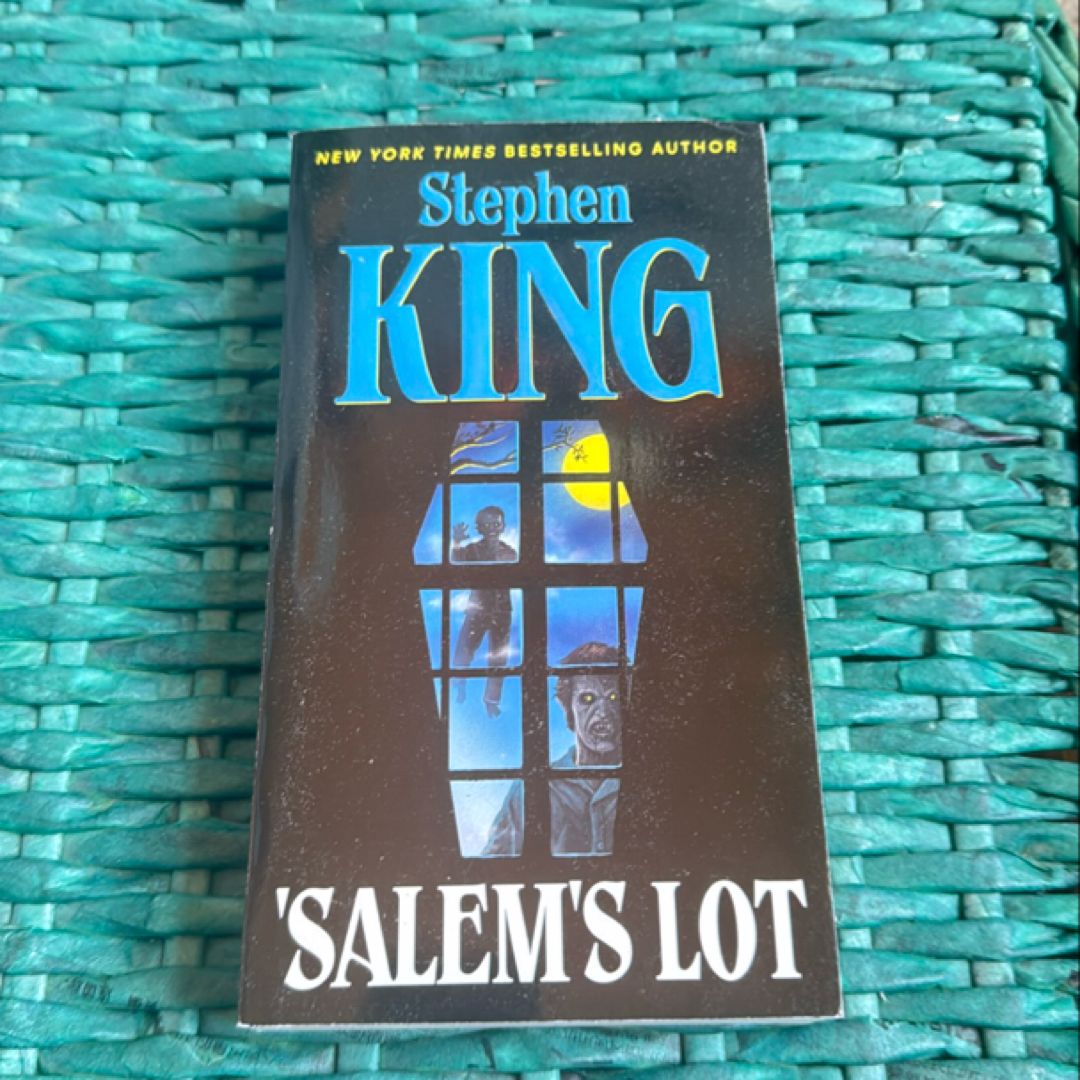 NEW YORK TIMES BESTSELLING AUTHOR
Stephen
KING
'SALEM'S LOT